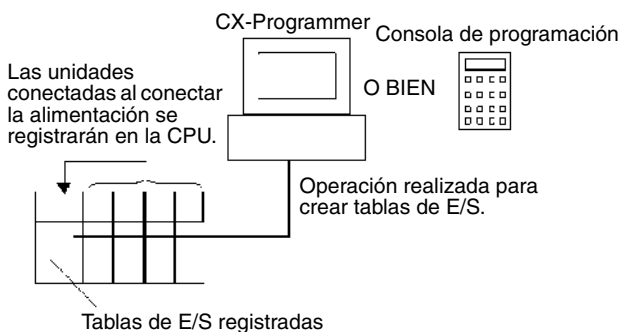 CX-Programmer
Consola de programación
Las unidades
conectadas al conectar
la alimentación se
registrarán en la CPU.
O BIEN
Operación realizada para
crear tablas de E/S.
Tablas de E/S registradas